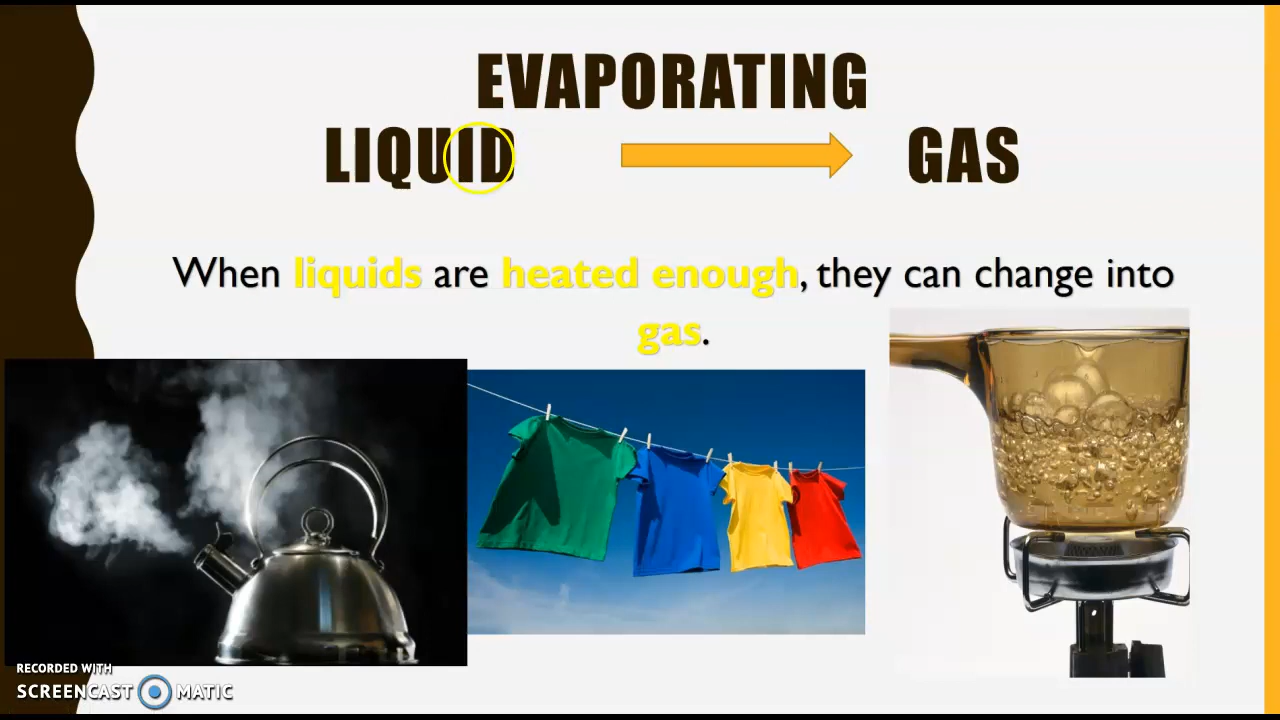 EVAPORATING
LIQUID GAS
When liquids are heated enough, they can change into
gas.
RECORDED WITH
SCREENCAST MATIC